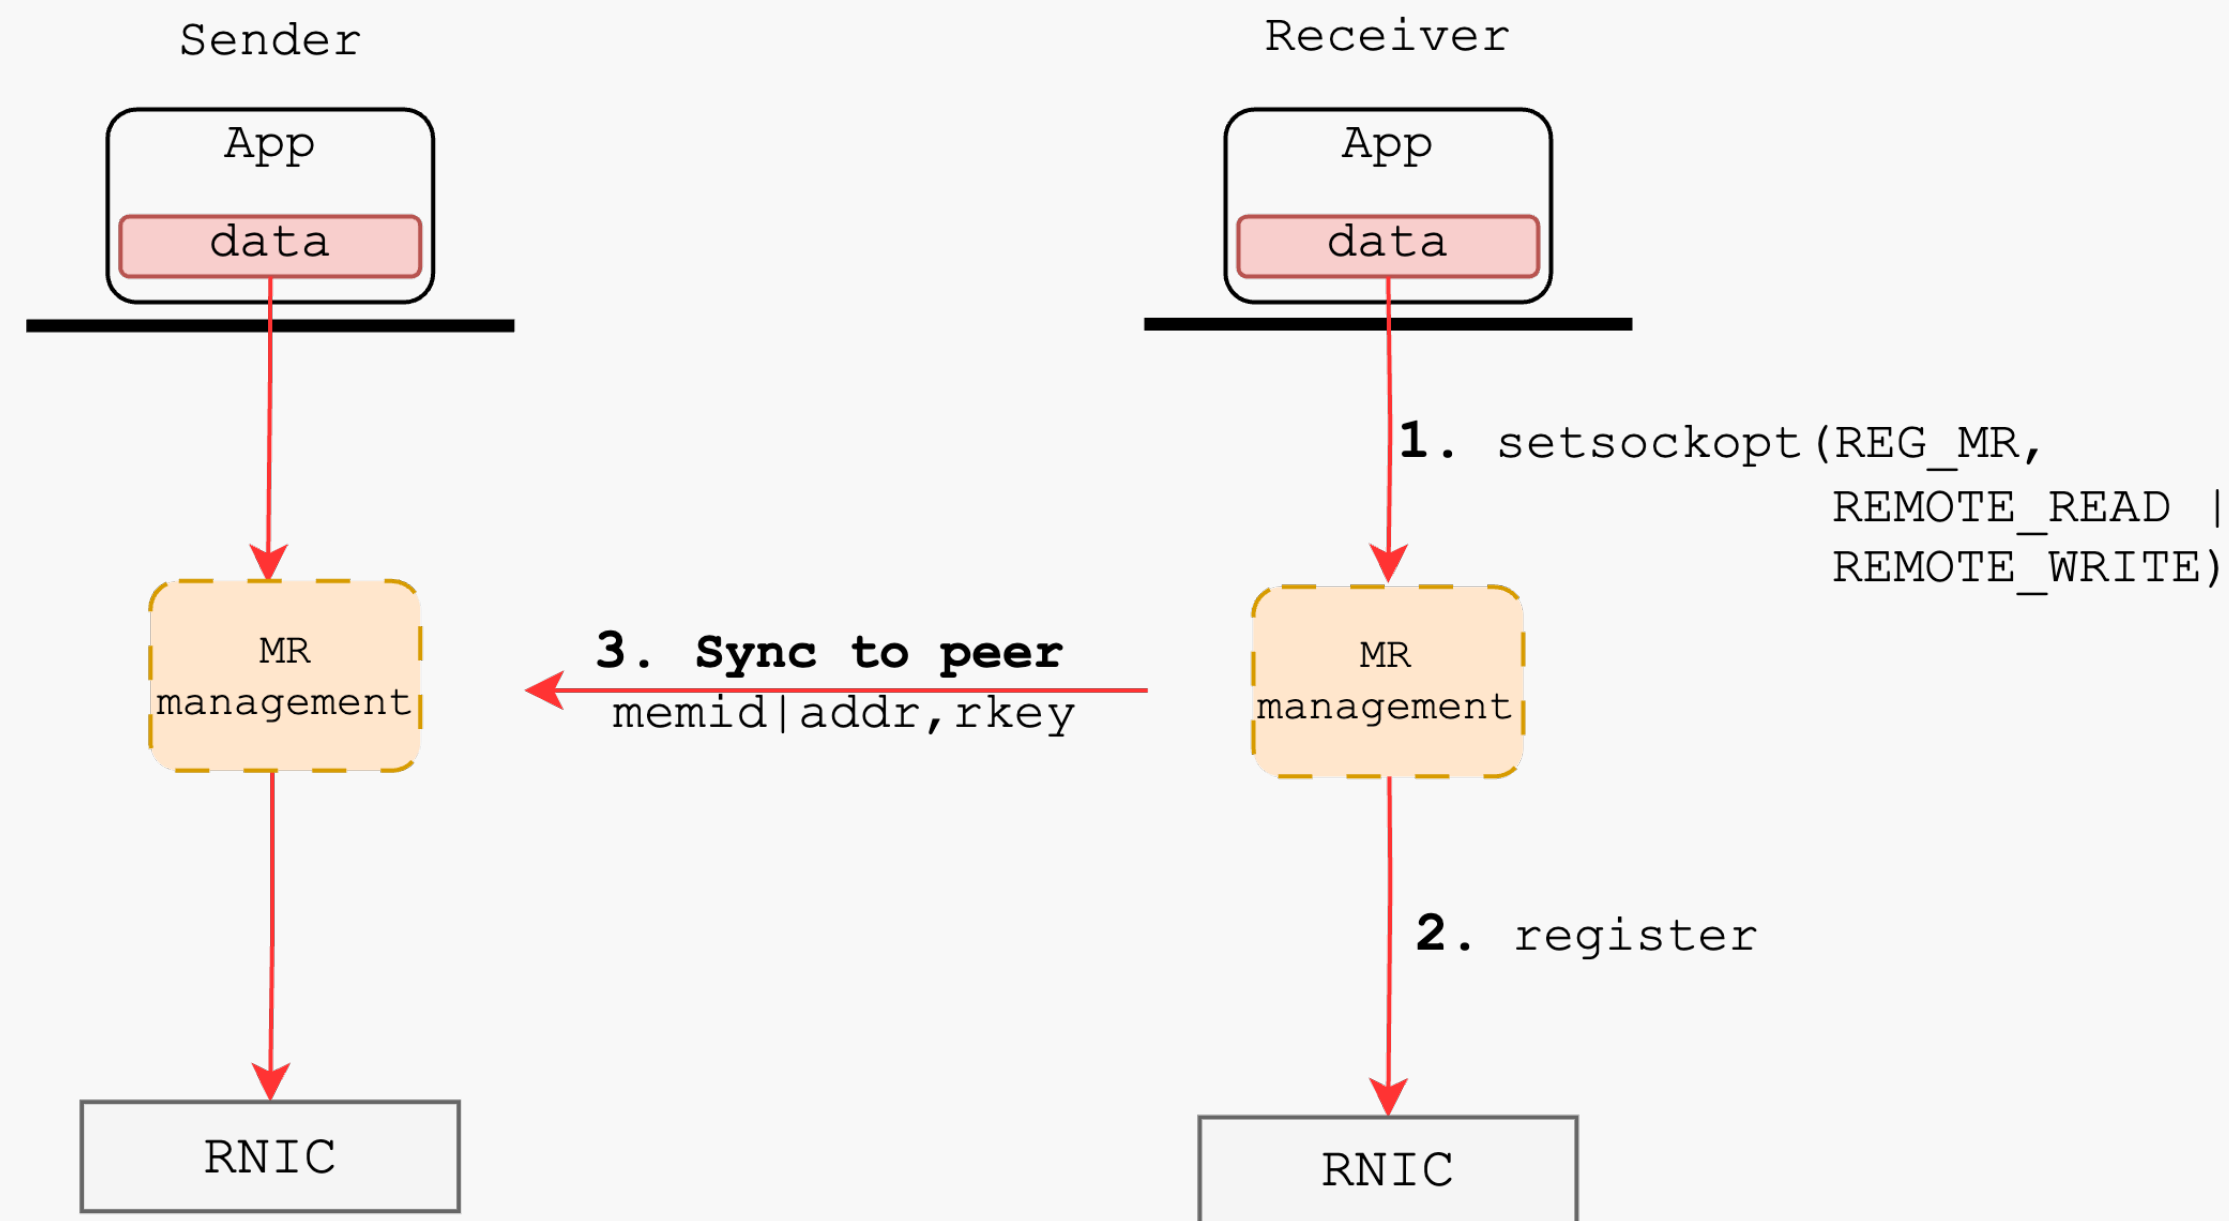 Sender
Receiver
App
App
data
data
1. setsockopt(REG_MR,
REMOTE_READ |
REMOTE_WRITE)
MR
management
3. Sync to peer
memid|addr,rkey
MR
management
2. register
RNIC
RNIC